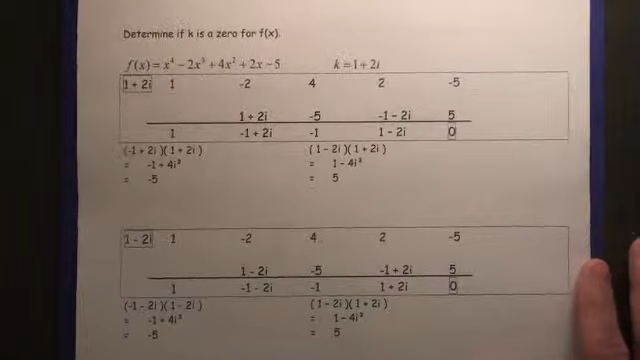 Determine if k is a zero for f(x).
f(x) = x⁴ − 2x³ + 4x² + 2x − 5 k = 1 + 2i
1 + 2i 1 -2 4 2 -5
1 + 2i -5 -1 - 2i 5
1 -1 + 2i -1 1 - 2i 0
(-1 + 2i )( 1 + 2i ) ( 1 - 2i )( 1 + 2i )
= -1 + 4i² = 1 - 4i²
= -5 = 5
1 - 2i 1 -2 4 2 -5
1 - 2i -5 -1 + 2i 5
1 -1 - 2i -1 1 + 2i 0
(-1 - 2i )( 1 - 2i ) ( 1 - 2i )( 1 + 2i )
= -1 + 4i² = 1 - 4i²
= -5 = 5